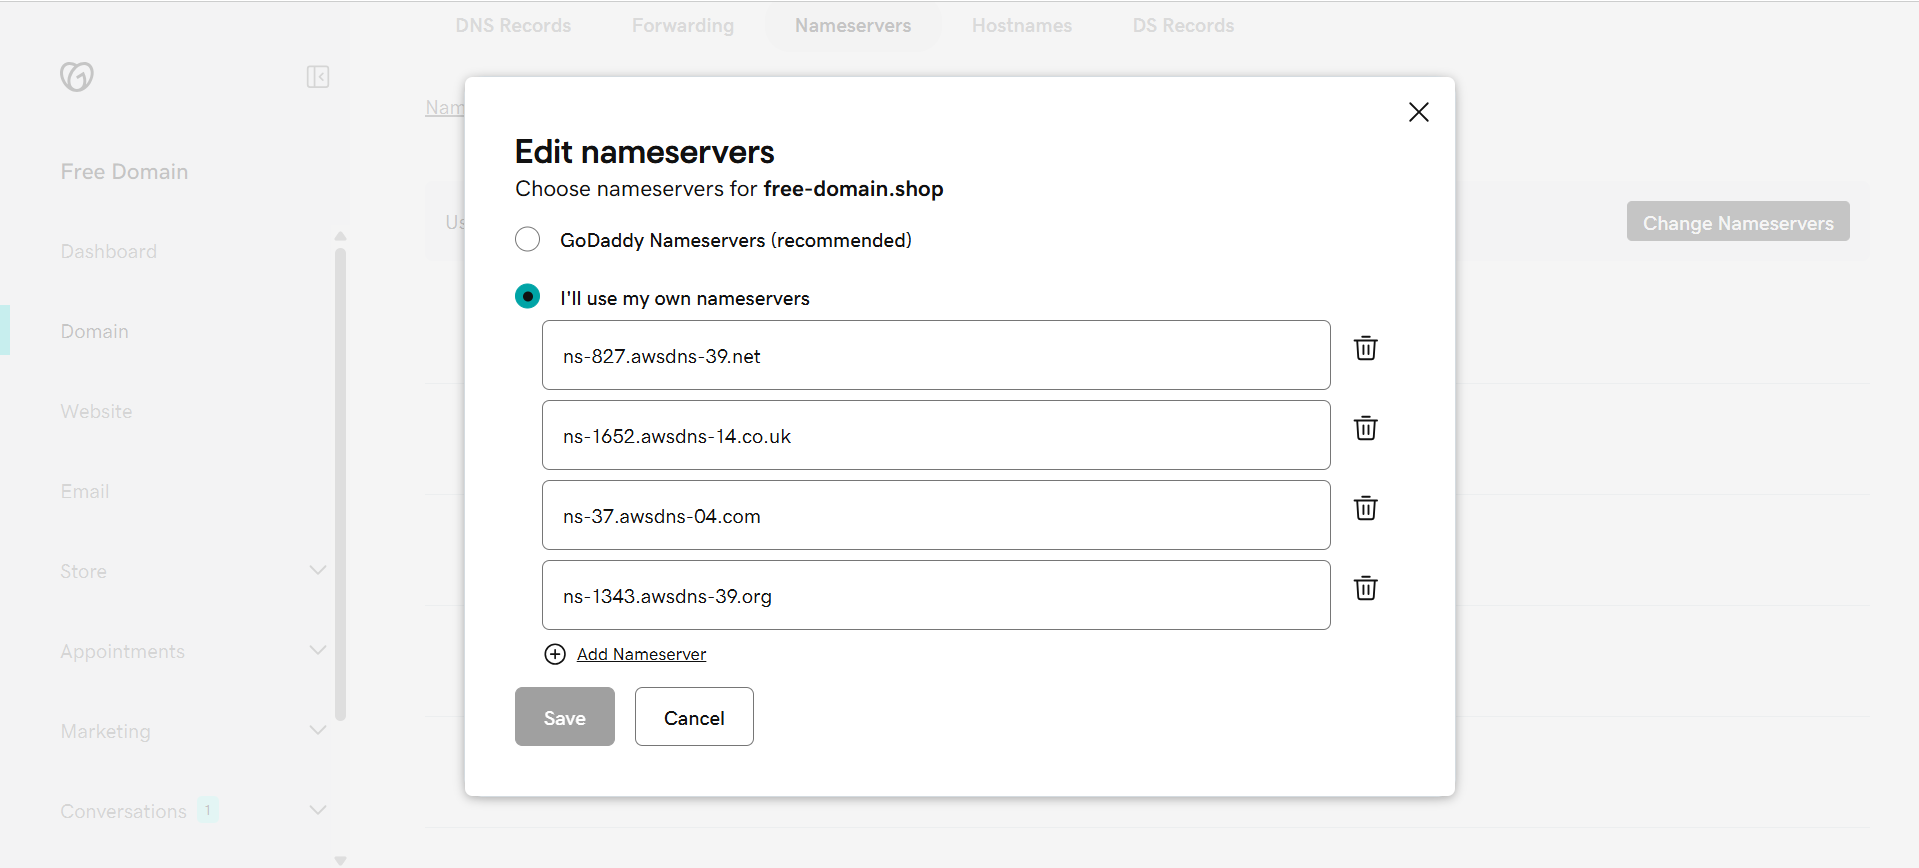 DNS Records
Forwarding
Nameservers
Hostnames
DS Records
Nam
Free Domain
Dashboard
Domain
Website
Email
Store
Appointments
Marketing
Conversations 1
Us
Change Nameservers
Edit nameservers
Choose nameservers for free-domain.shop
GoDaddy Nameservers (recommended)
I'll use my own nameservers
ns-827.awsdns-39.net
ns-1652.awsdns-14.co.uk
ns-37.awsdns-04.com
ns-1343.awsdns-39.org
Add Nameserver
Save
Cancel